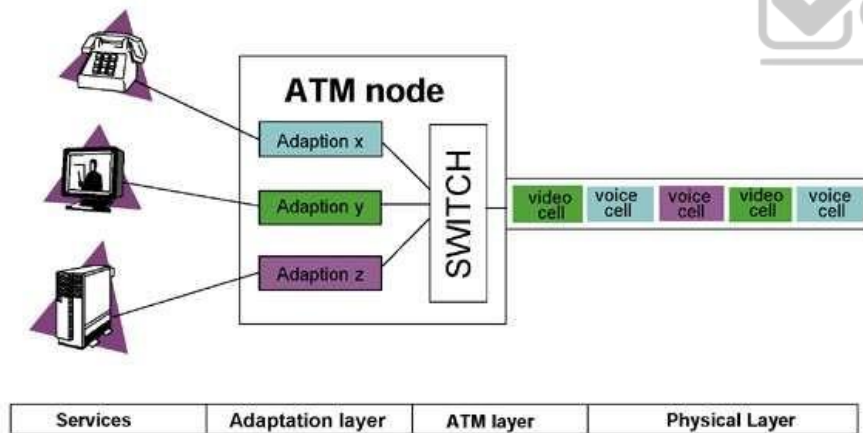 ATM node
Adaption x
Adaption y
Adaption z
SWITCH
video cell
voice cell
voice cell
video cell
voice cell
Services
Adaptation layer
ATM layer
Physical Layer